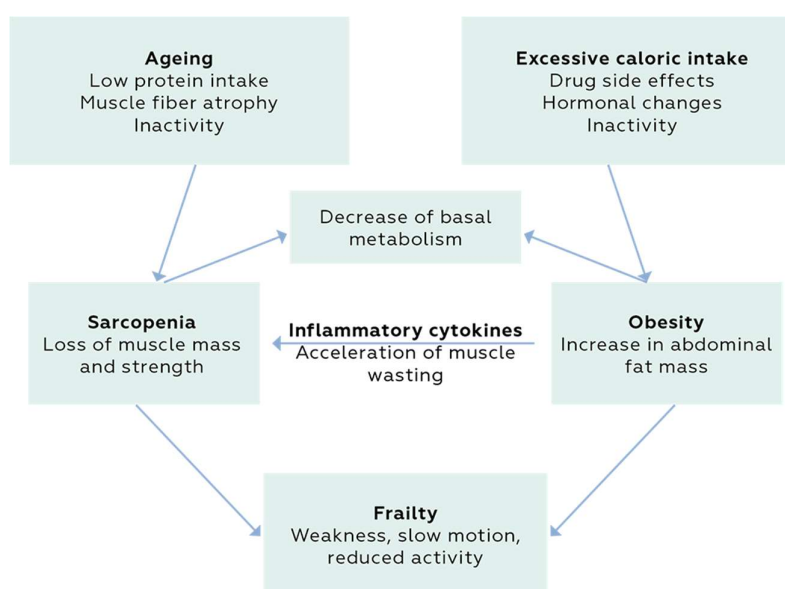 Ageing
Low protein intake
Muscle fiber atrophy
Inactivity
Excessive caloric intake
Drug side effects
Hormonal changes
Inactivity
Decrease of basal
metabolism
Sarcopenia
Loss of muscle mass
and strength
Inflammatory cytokines
Acceleration of muscle
wasting
Obesity
Increase in abdominal
fat mass
Frailty
Weakness, slow motion,
reduced activity